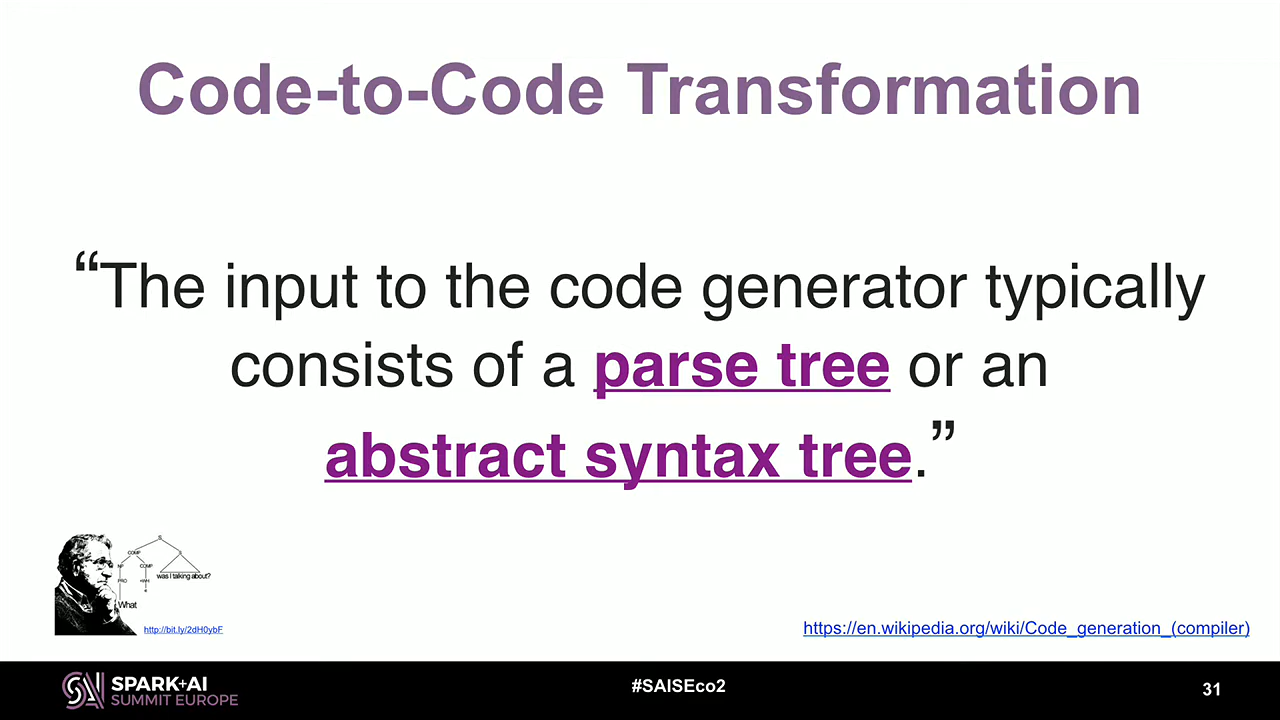 Code-to-Code Transformation
“The input to the code generator typically
consists of a parse tree or an
abstract syntax tree.”
S
COMP
S
NP
COMP
was I talking about?
PRO
+WH
What
http://bit.ly/2dH0ybF
https://en.wikipedia.org/wiki/Code_generation_(compiler)
SPARK+AI
SUMMIT EUROPE
#SAISEco2
31